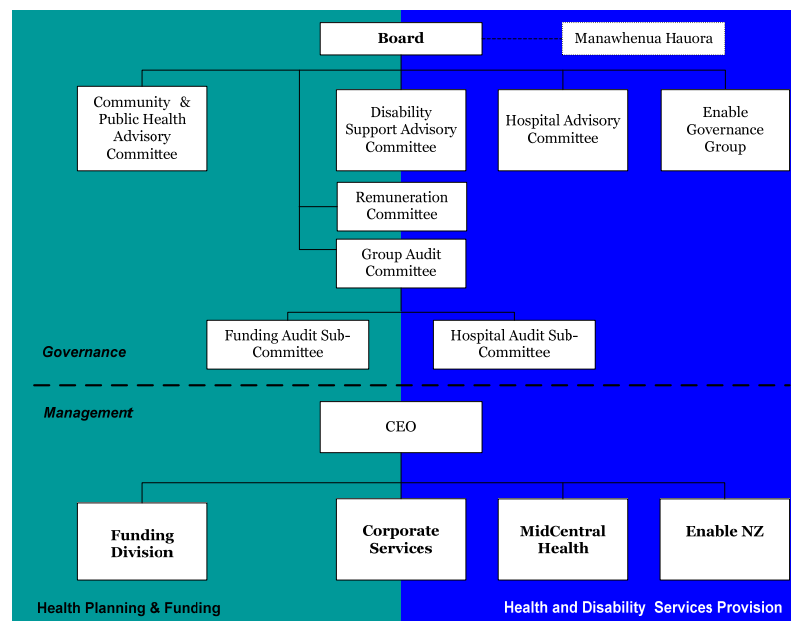 Board
Manawhenua Hauora
Community &
Public Health
Advisory
Committee
Disability
Support Advisory
Committee
Hospital Advisory
Committee
Enable
Governance
Group
Remuneration
Committee
Group Audit
Committee
Funding Audit Sub-
Committee
Hospital Audit Sub-
Committee
Governance
Management
CEO
Funding
Division
Corporate
Services
MidCentral
Health
Enable NZ
Health Planning & Funding
Health and Disability Services Provision